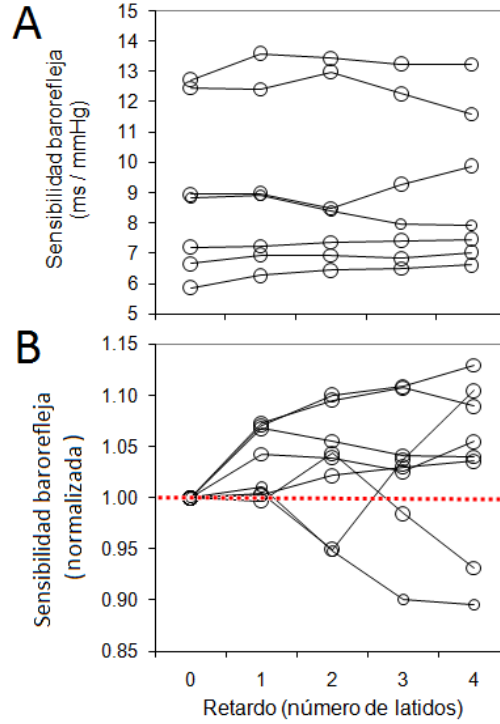 A
Sensibilidad barorefleja
(ms / mmHg)
15
14
13
12
11
10
9
8
7
6
5
B
Sensibilidad barorefleja
(normalizada)
1.15
1.10
1.05
1.00
0.95
0.90
0.85
0 1 2 3 4
Retardo (número de latidos)